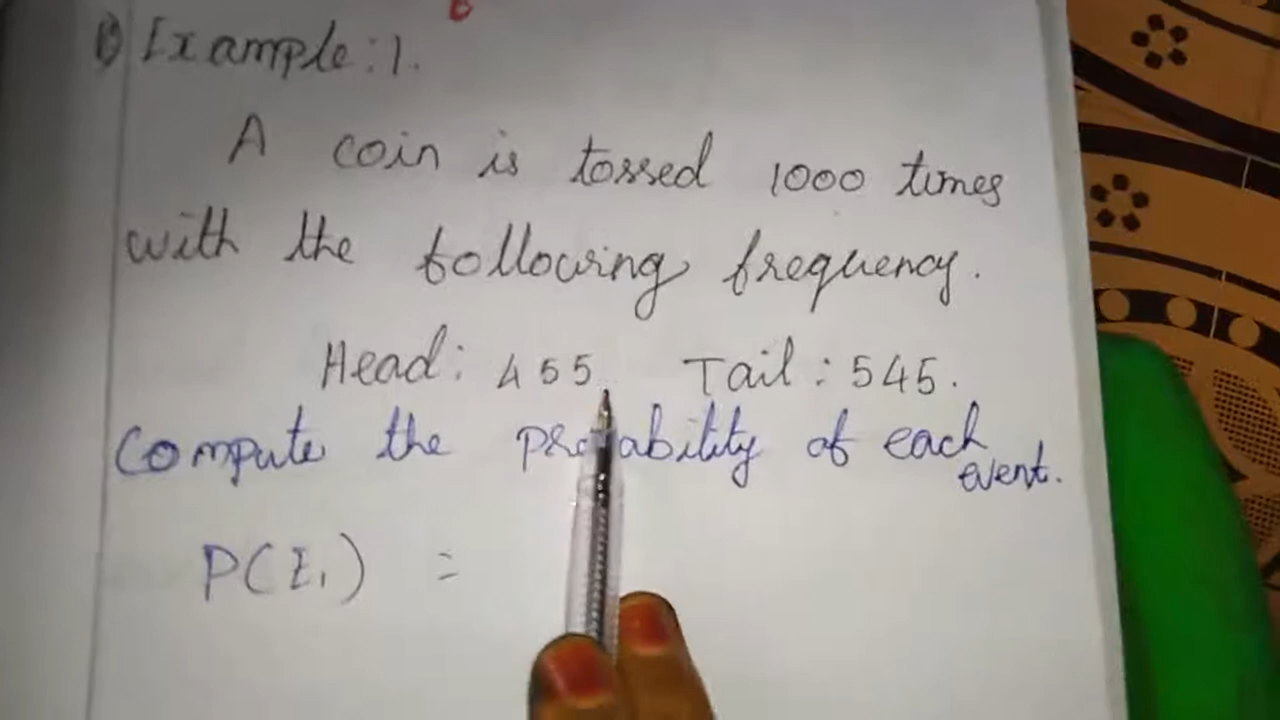 1) Example: 1.
A coin is tossed 1000 times
with the following frequency.
Head: 455 Tail: 545.
Compute the probability of each
event.
P(E₁) =